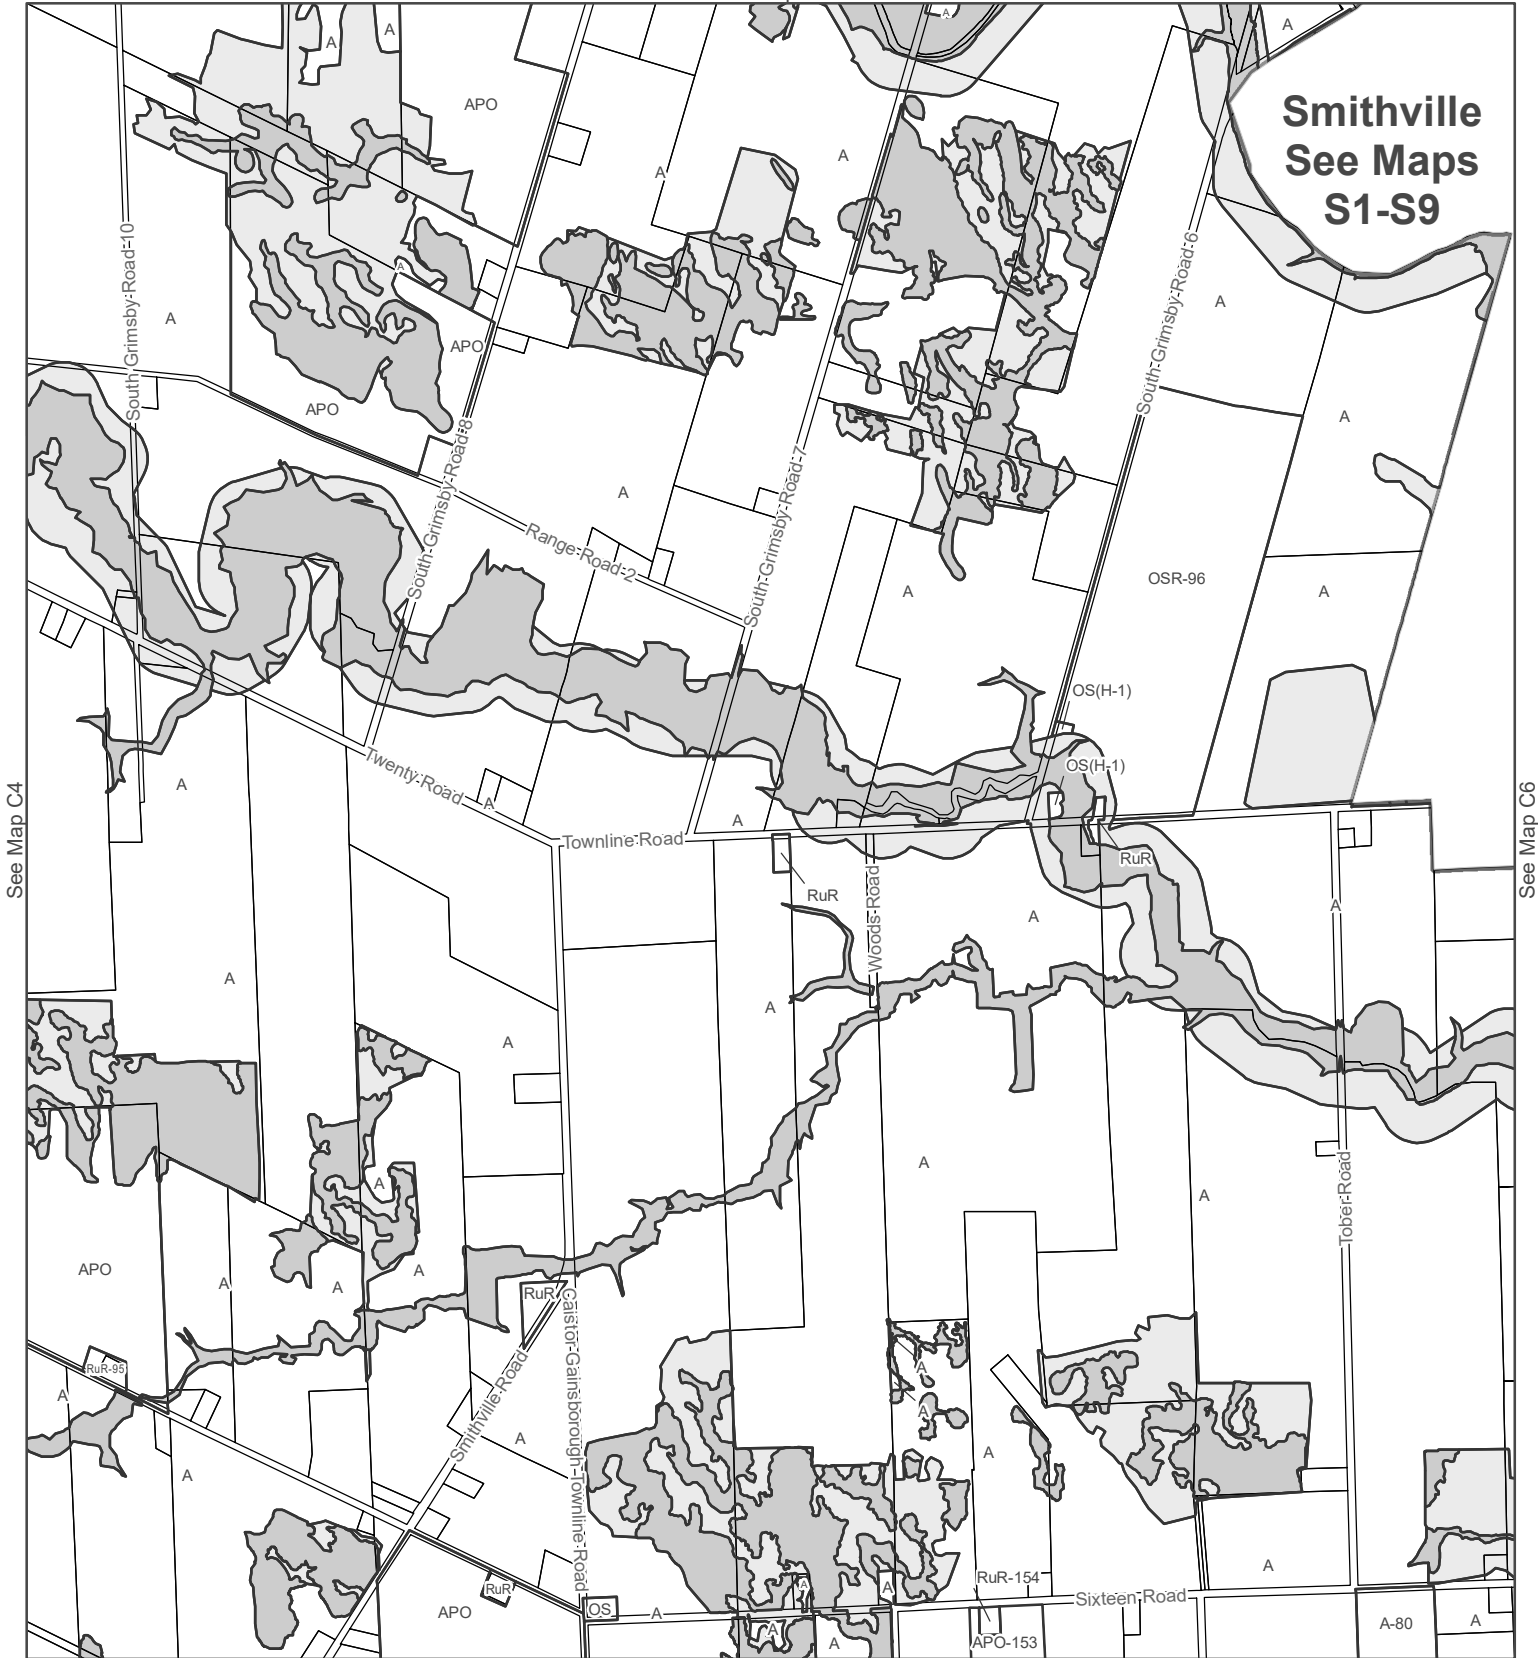 A
A
A
A
Smithville
See Maps
S1-S9
APO
A
A
South Grimsby Road 10
A
South Grimsby Road 6
A
A
APO
APO
A
South Grimsby Road 8
A
South Grimsby Road 7
Range Road 2
A
OSR-96
A
OS(H-1)
OS(H-1)
Twenty Road
A
A
A
See Map C4
See Map C6
Townline Road
RuR
RuR
Woods Road
A
A
A
A
A
A
A
A
Tober Road
APO
A
A
A
RuR
Caistor-Gainsborough Townline Road
Smithville Road
RuR-95
A
A
A
A
A
A
RuR
APO
OS
A
A
A
RuR-154
Sixteen Road
A
A
A
APO-153
A-80
A